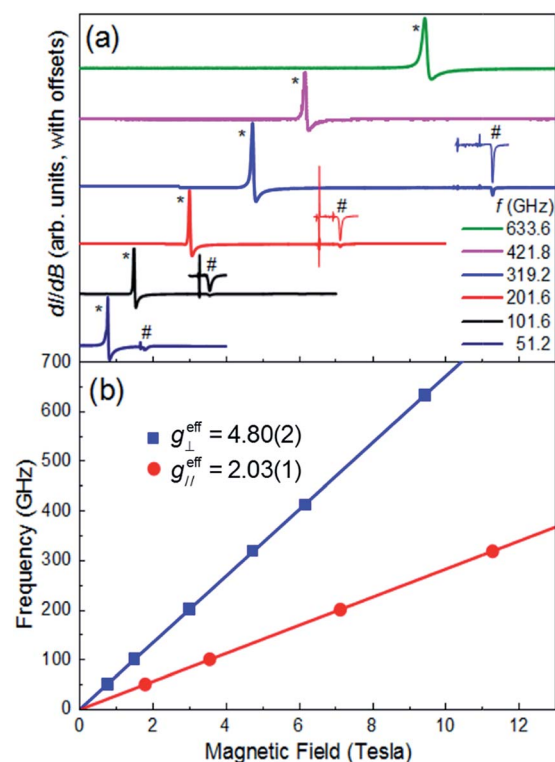 (a)
dI/dB (arb. units, with offsets)
*
*
*
*
*
*
#
#
#
#
f (GHz)
633.6
421.8
319.2
201.6
101.6
51.2
(b)
g⊥eff = 4.80(2)
g//eff = 2.03(1)
Frequency (GHz)
700
600
500
400
300
200
100
0
0 2 4 6 8 10 12
Magnetic Field (Tesla)